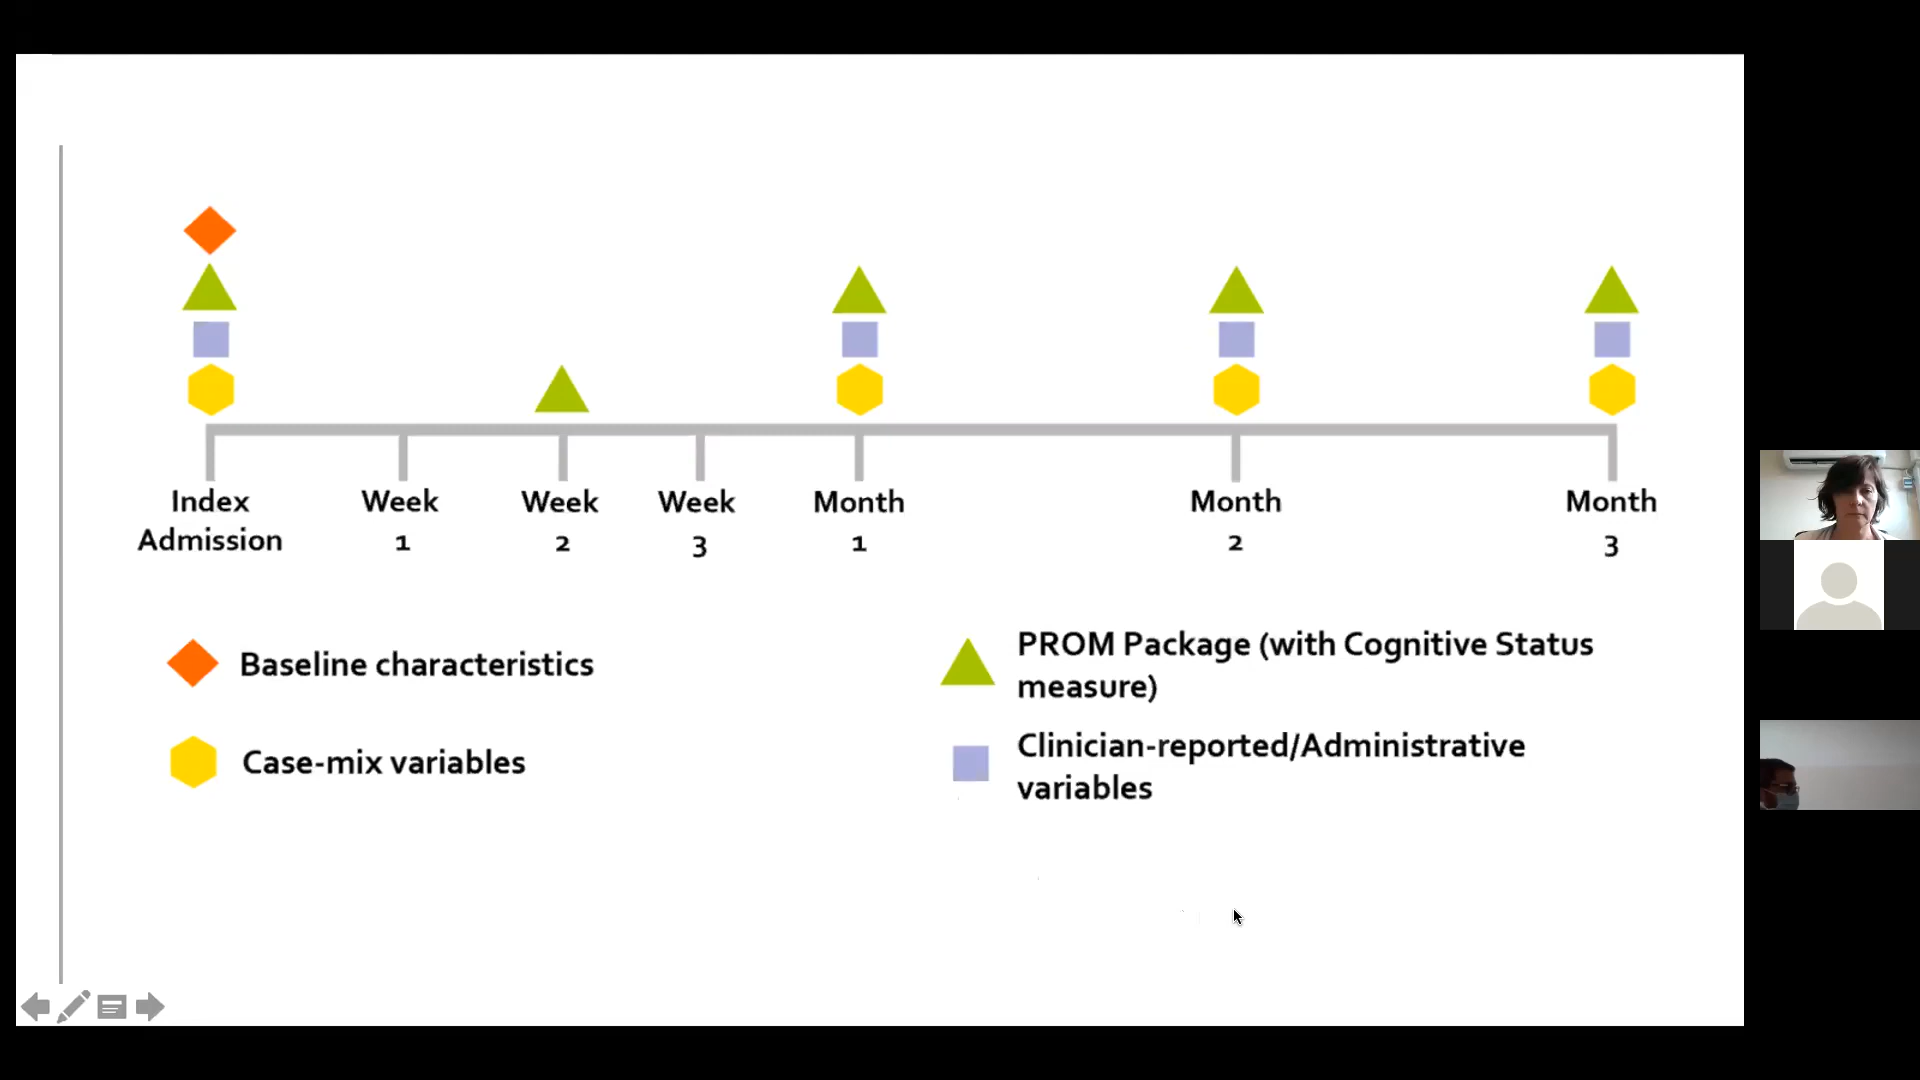 Index
Admission
Week
1
Week
2
Week
3
Month
1
Month
2
Month
3
Baseline characteristics
PROM Package (with Cognitive Status
measure)
Case-mix variables
Clinician-reported/Administrative
variables